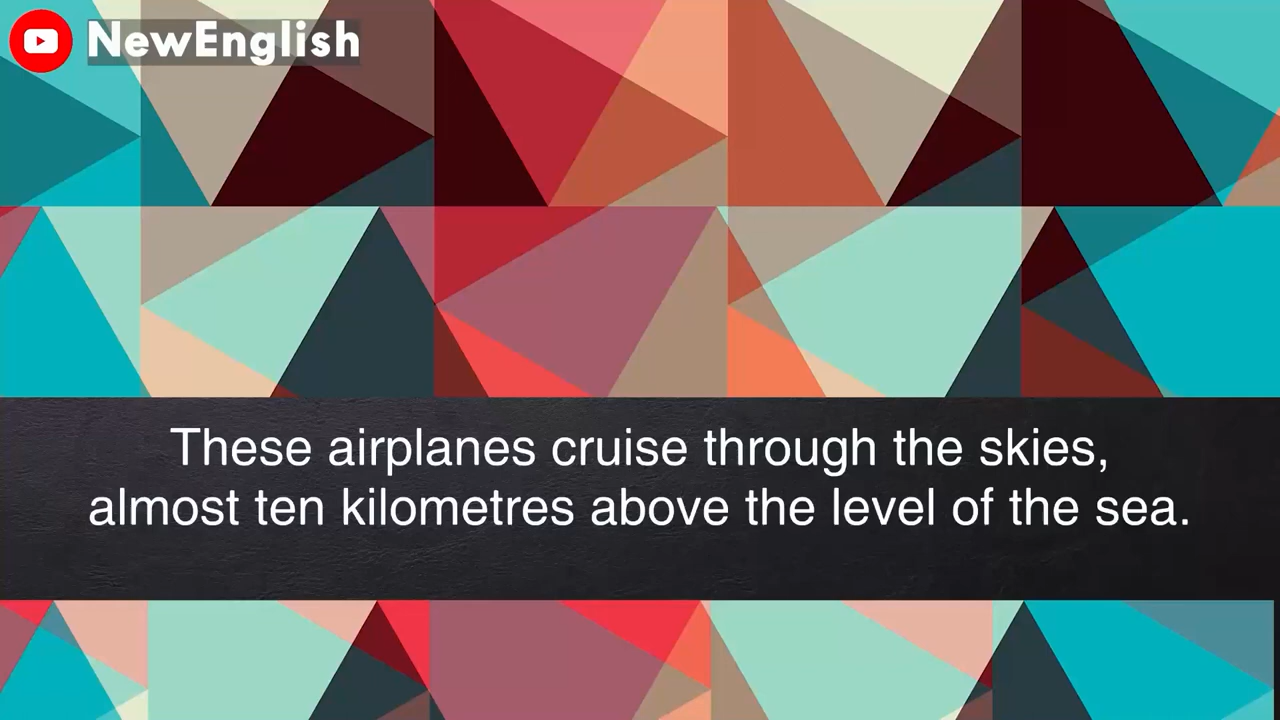 NewEnglish
These airplanes cruise through the skies,
almost ten kilometres above the level of the sea.